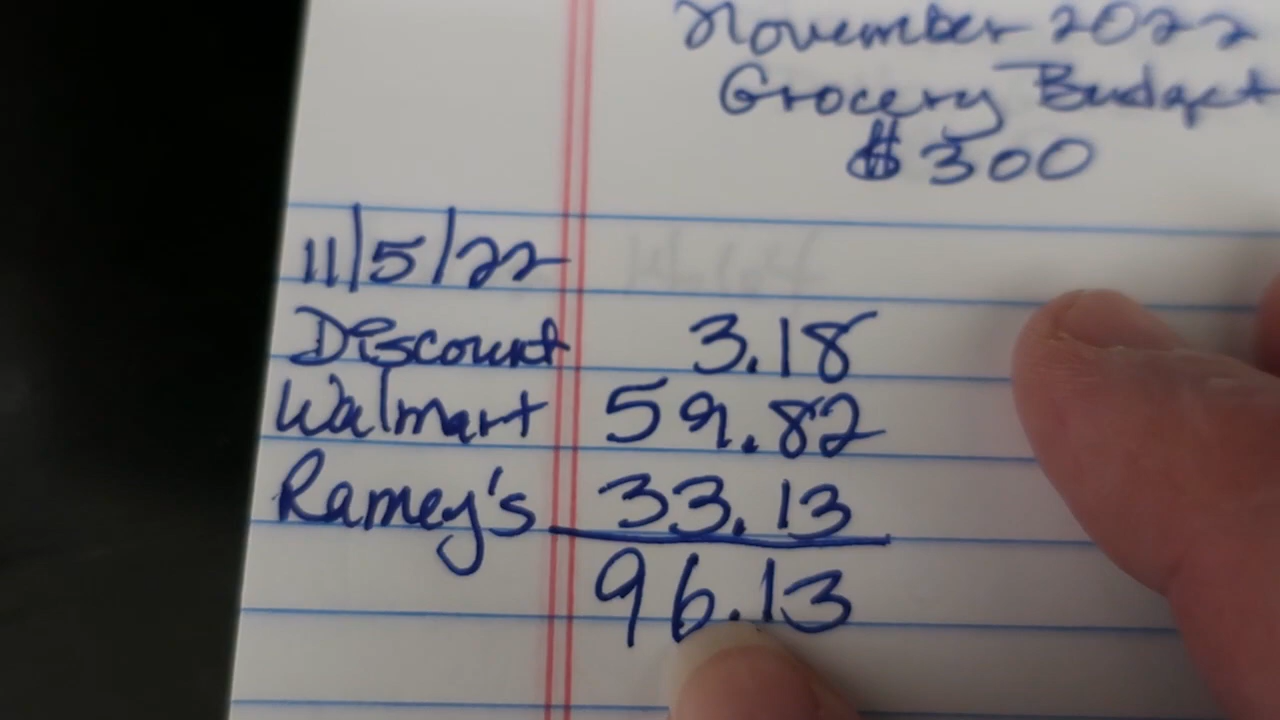 November 2022
Grocery Budget
$300
11/5/22
Discount 3.18
Walmart 59.82
Ramey's 33.13
96.13